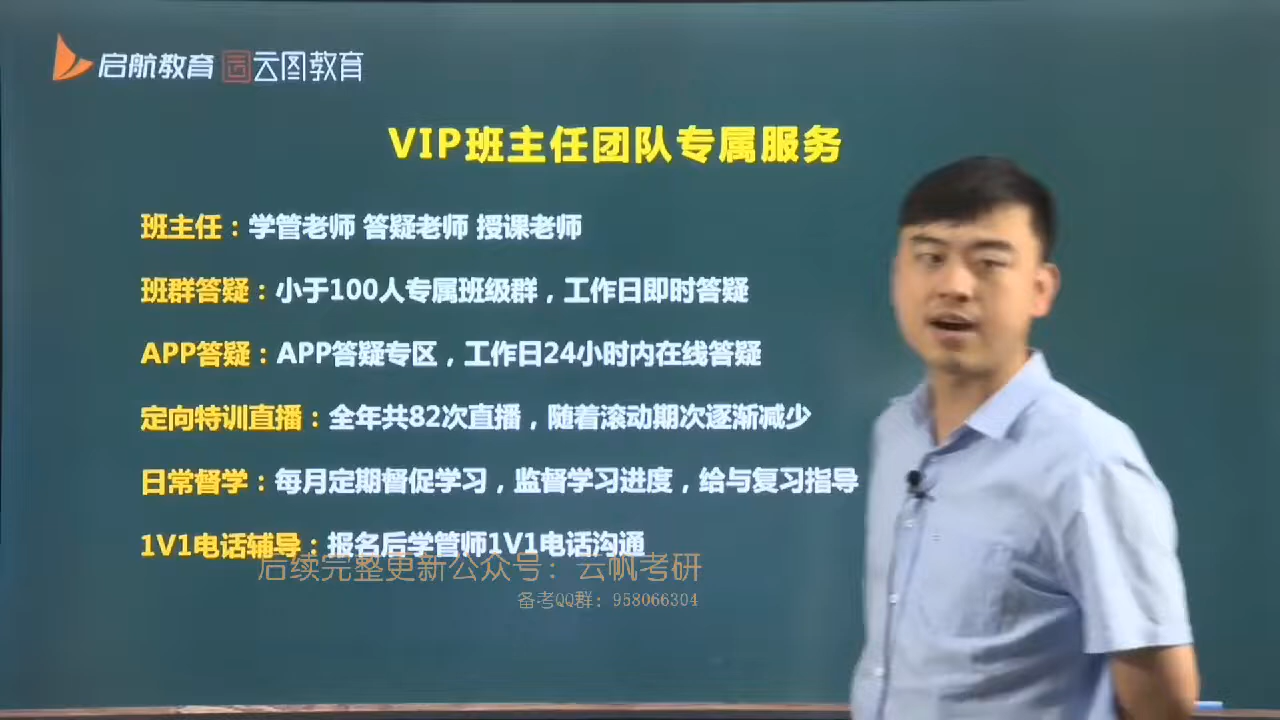 启航教育 云图教育
VIP班主任团队专属服务
班主任：学管老师 答疑老师 授课老师
班群答疑：小于100人专属班级群，工作日即时答疑
APP答疑：APP答疑专区，工作日24小时内在线答疑
定向特训直播：全年共82次直播，随着滚动期次逐渐减少
日常督学：每月定期督促学习，监督学习进度，给与复习指导
1V1电话辅导：报名后学管师1V1电话沟通
后续完整更新公众号：云帆考研
备考QQ群：958066304